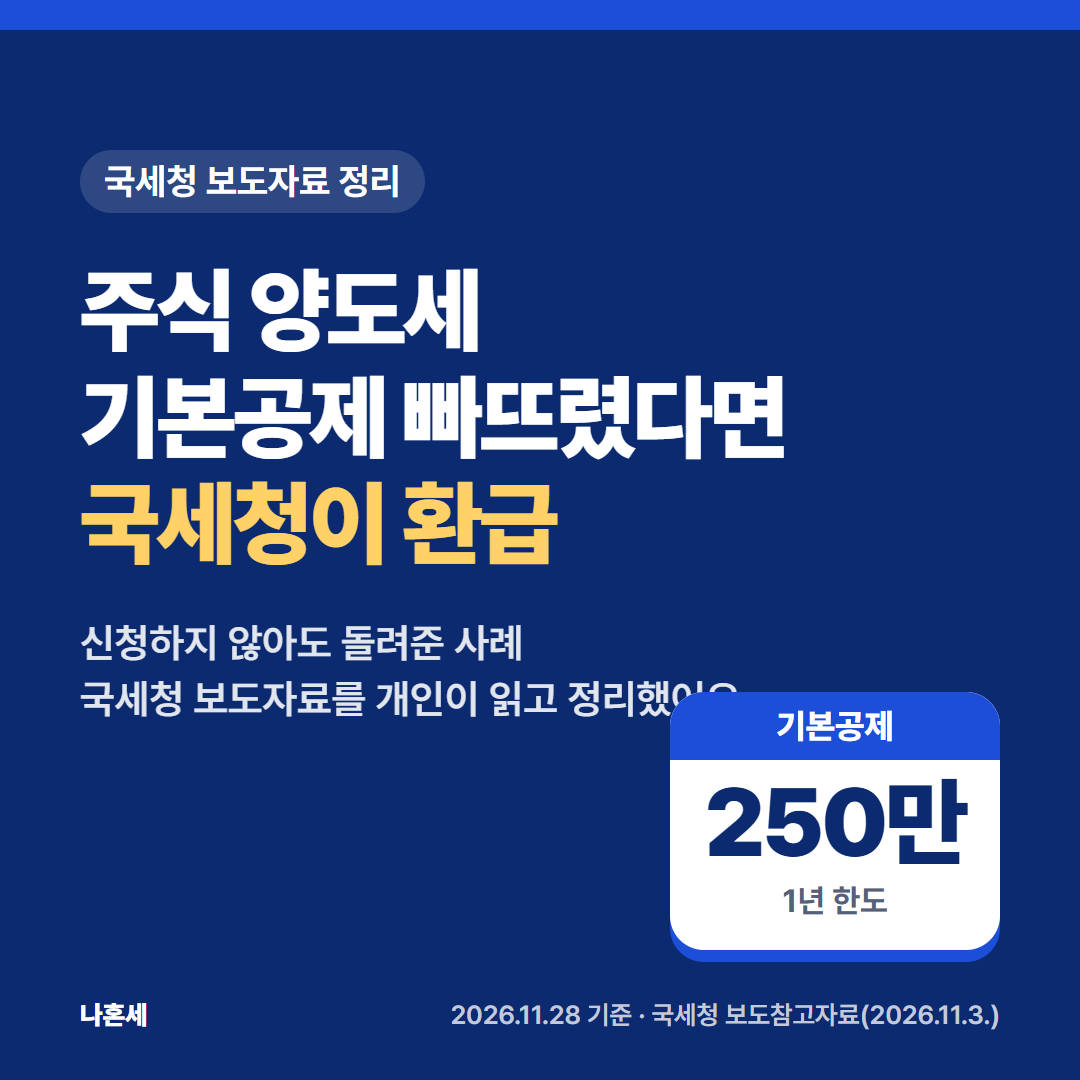 국세청 보도자료 정리
주식 양도세
기본공제 빠뜨렸다면
국세청이 환급
신청하지 않아도 돌려준 사례
국세청 보도자료를 개인이 읽고
기본공제
250만
1년 한도
나혼세
2026.11.28 기준 · 국세청 보도참고자료(2026.11.3.)